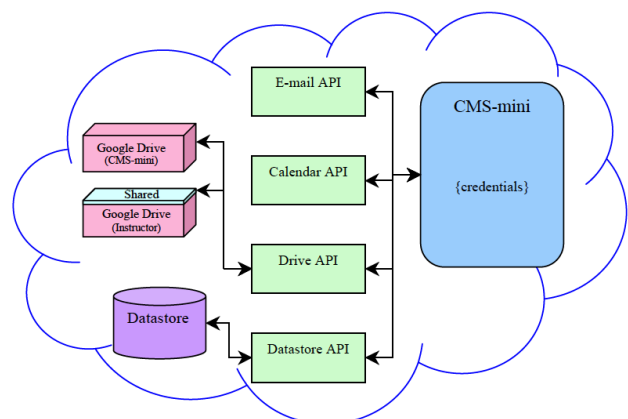 E-mail API
CMS-mini
Google Drive
(CMS-mini)
Calendar API
{credentials}
Shared
Google Drive
(Instructor)
Drive API
Datastore
Datastore API